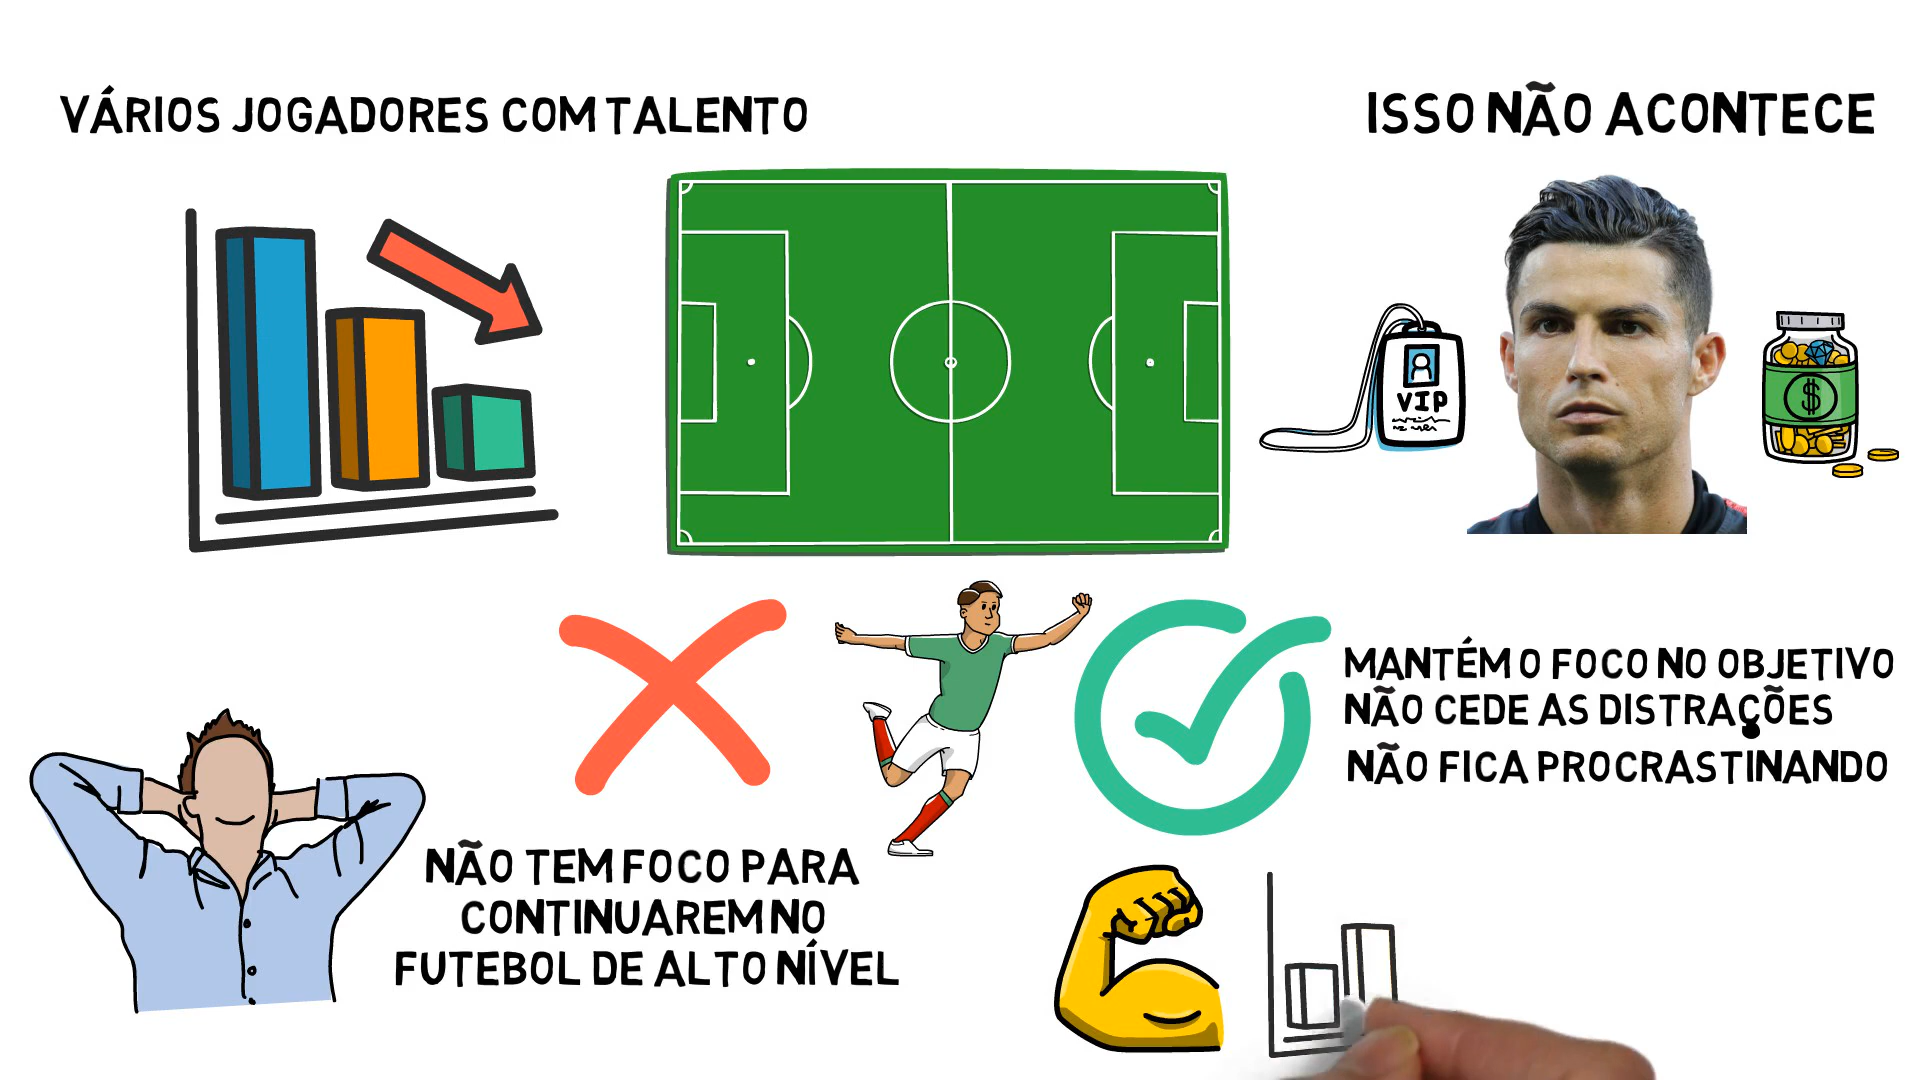 VÁRIOS JOGADORES COM TALENTO
ISSO NÃO ACONTECE
VIP
$
MANTÉM O FOCO NO OBJETIVO
NÃO CEDE AS DISTRAÇÕES
NÃO FICA PROCRASTINANDO
NÃO TEM FOCO PARA
CONTINUAREM NO
FUTEBOL DE ALTO NÍVEL